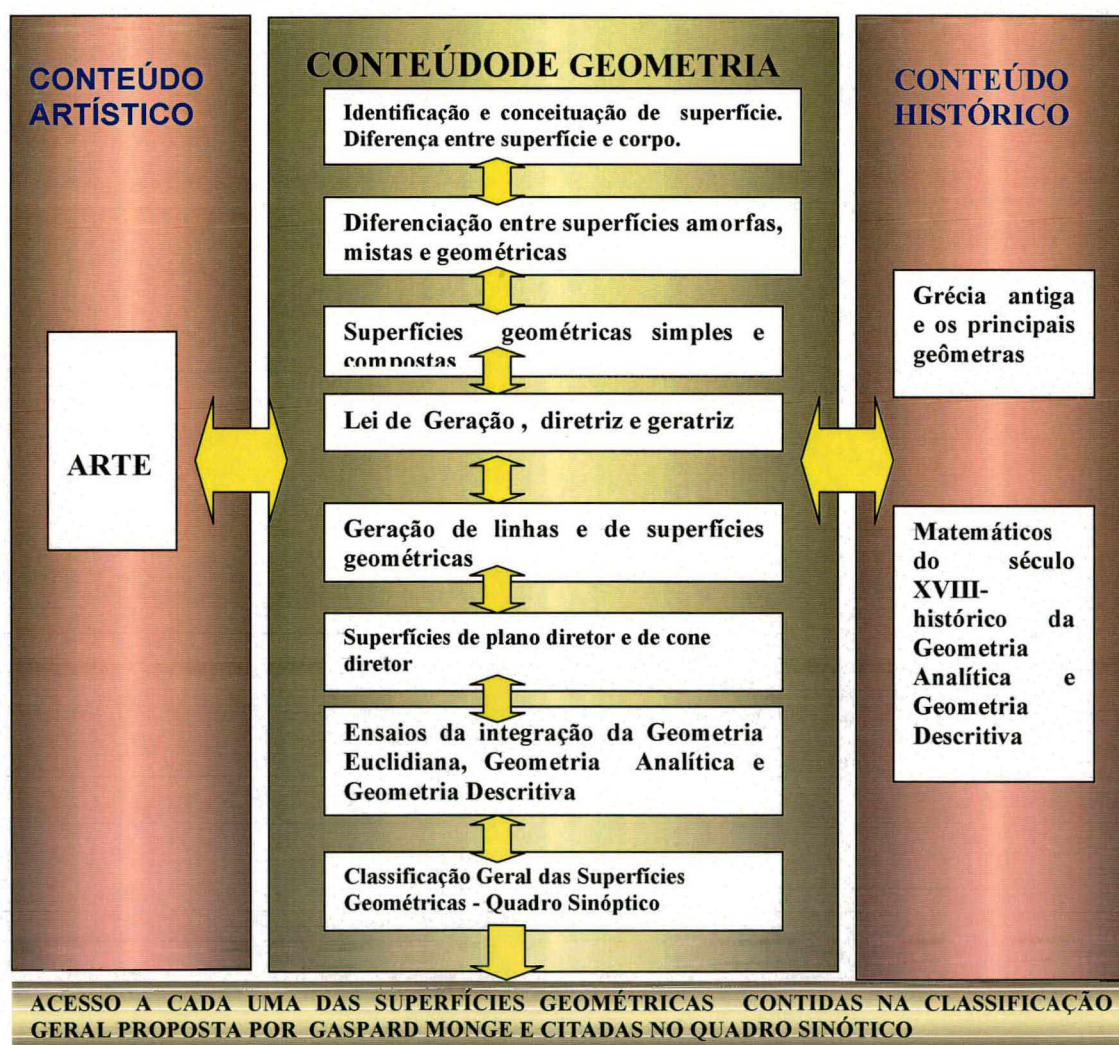 CONTEÚDO
ARTÍSTICO
ARTE
CONTEÚDODE GEOMETRIA
Identificação e conceituação de superfície.
Diferença entre superfície e corpo.
Diferenciação entre superfícies amorfas,
mistas e geométricas
Superfícies geométricas simples e
compostas
Lei de Geração , diretriz e geratriz
Geração de linhas e de superfícies
geométricas
Superfícies de plano diretor e de cone
diretor
Ensaios da integração da Geometria
Euclidiana, Geometria Analítica e
Geometria Descritiva
Classificação Geral das Superfícies
Geométricas - Quadro Sinóptico
CONTEÚDO
HISTÓRICO
Grécia antiga
e os principais
geômetras
Matemáticos
do século
XVIII-
histórico da
Geometria
Analítica e
Geometria
Descritiva
ACESSO A CADA UMA DAS SUPERFÍCIES GEOMÉTRICAS CONTIDAS NA CLASSIFICAÇÃO
GERAL PROPOSTA POR GASPARD MONGE E CITADAS NO QUADRO SINÓTICO